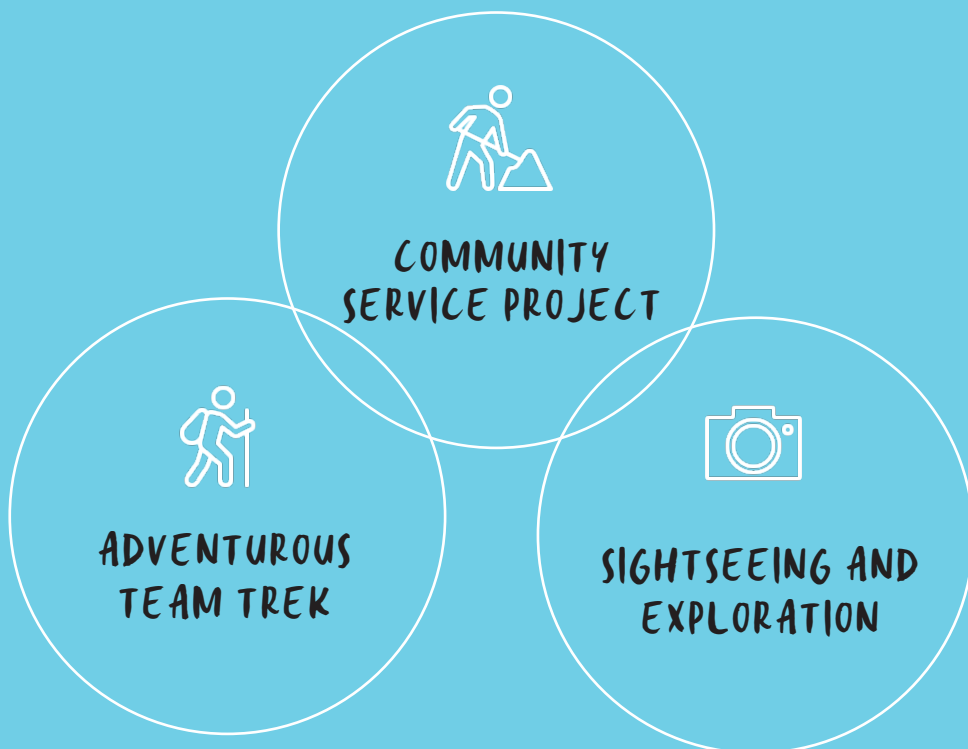 COMMUNITY
SERVICE PROJECT
ADVENTUROUS
TEAM TREK
SIGHTSEEING AND
EXPLORATION